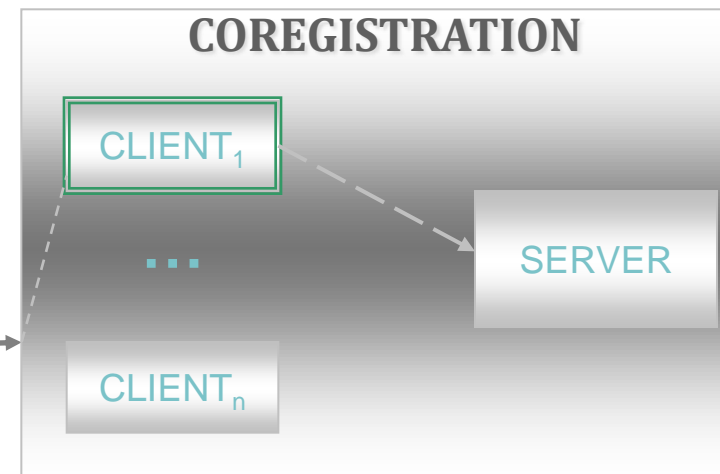 COREGISTRATION
CLIENT₁
SERVER
...
CLIENTₙ